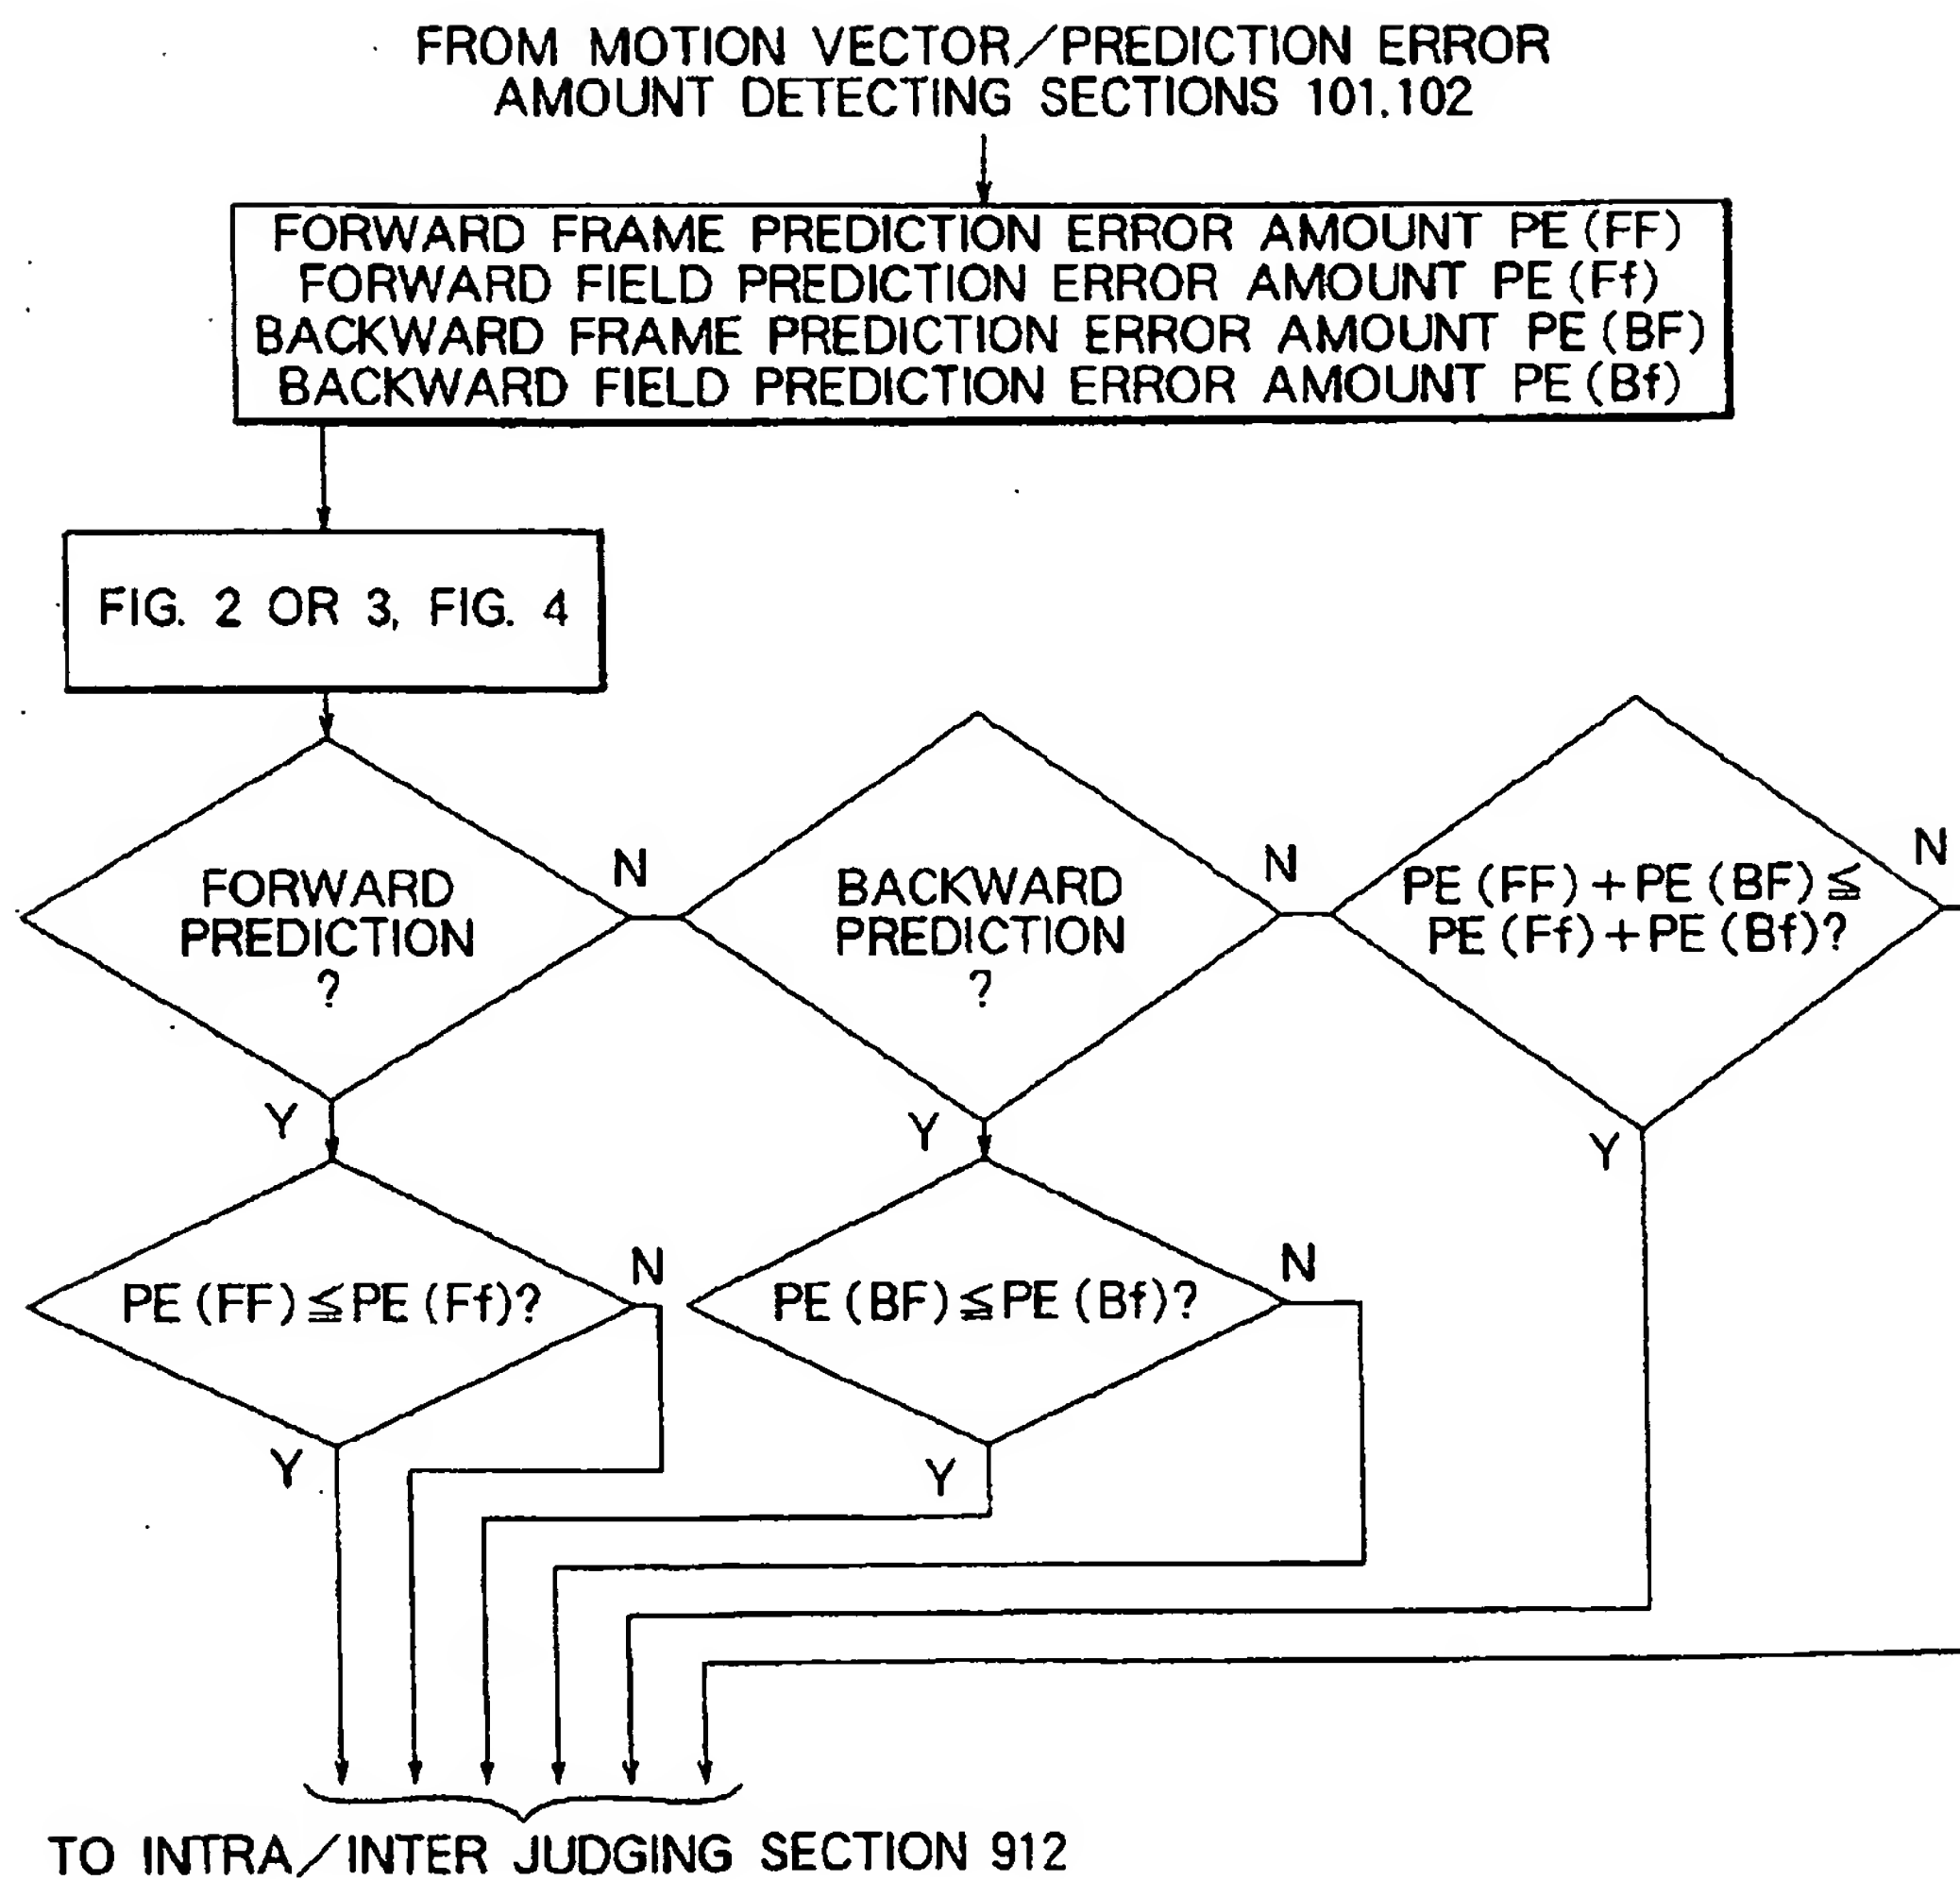 FROM MOTION VECTOR/PREDICTION ERROR
AMOUNT DETECTING SECTIONS 101,102
FORWARD FRAME PREDICTION ERROR AMOUNT PE(FF)
FORWARD FIELD PREDICTION ERROR AMOUNT PE(Ff)
BACKWARD FRAME PREDICTION ERROR AMOUNT PE(BF)
BACKWARD FIELD PREDICTION ERROR AMOUNT PE(Bf)
FIG. 2 OR 3, FIG. 4
FORWARD
PREDICTION
?
N
Y
BACKWARD
PREDICTION
?
N
Y
PE(FF)+PE(BF)≦
PE(Ff)+PE(Bf)?
N
Y
PE(FF)≦PE(Ff)?
N
Y
PE(BF)≦PE(Bf)?
N
Y
TO INTRA/INTER JUDGING SECTION 912